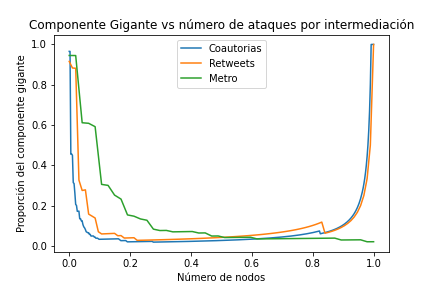 Componente Gigante vs número de ataques por intermediación
Proporción del componente gigante
1.0
0.8
0.6
0.4
0.2
0.0
Coautorias
Retweets
Metro
0.0 0.2 0.4 0.6 0.8 1.0
Número de nodos